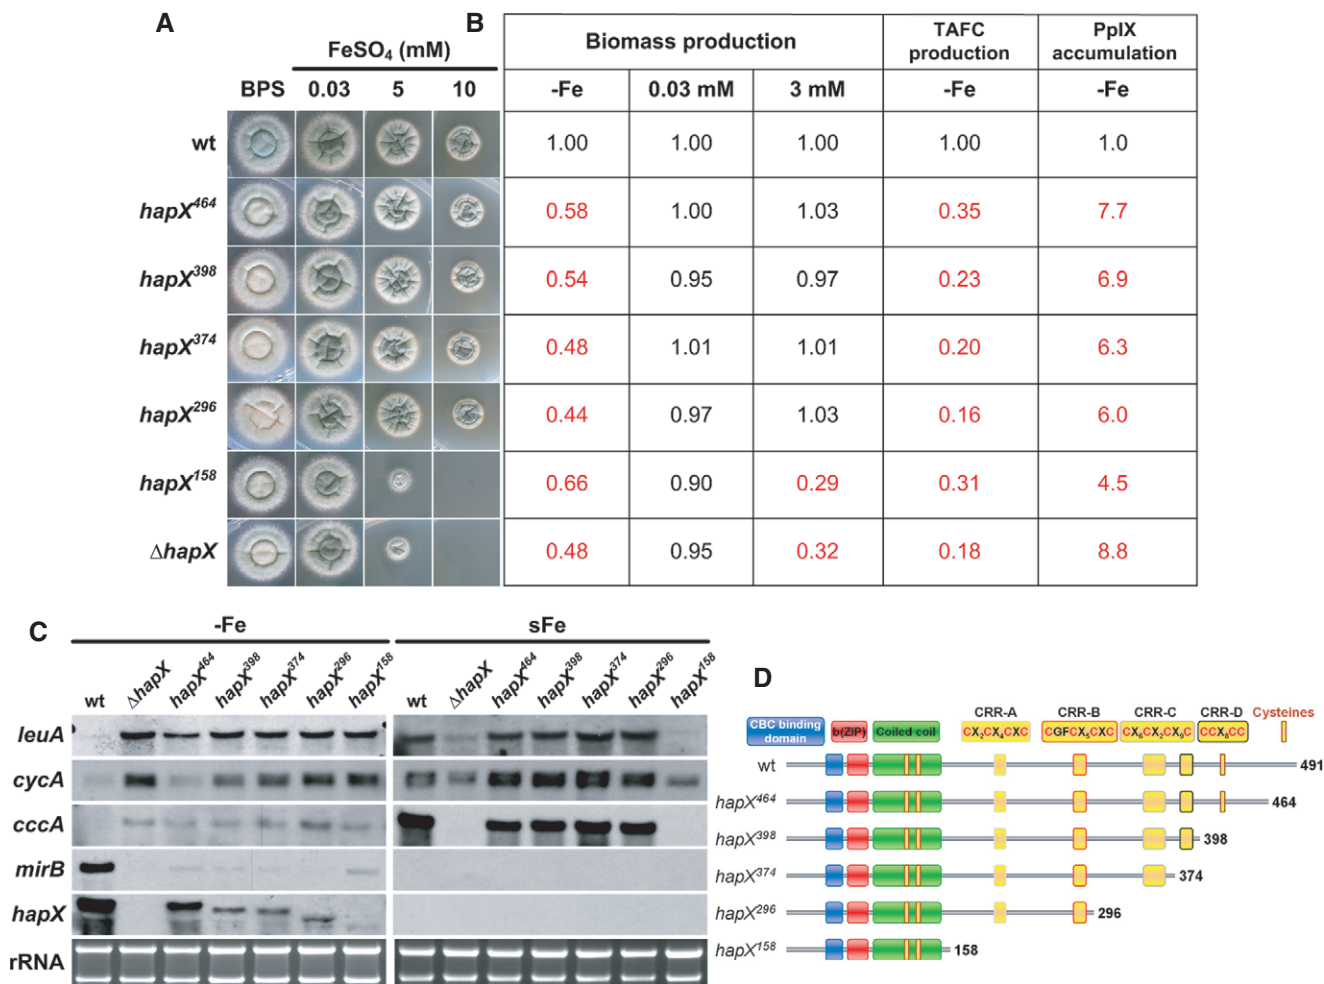 A
FeSO4 (mM)
BPS 0.03 5 10
wt
hapX464
hapX398
hapX374
hapX296
hapX158
ΔhapX
B
Biomass production TAFC production PpIX accumulation
-Fe 0.03 mM 3 mM -Fe -Fe
1.00 1.00 1.00 1.00 1.0
0.58 1.00 1.03 0.35 7.7
0.54 0.95 0.97 0.23 6.9
0.48 1.01 1.01 0.20 6.3
0.44 0.97 1.03 0.16 6.0
0.66 0.90 0.29 0.31 4.5
0.48 0.95 0.32 0.18 8.8
C
-Fe sFe
wt ΔhapX hapX464 hapX398 hapX374 hapX296 hapX158
wt ΔhapX hapX464 hapX398 hapX374 hapX296 hapX158
leuA
cycA
cccA
mirB
hapX
rRNA
D
CRR-A CRR-B CRR-C CRR-D Cysteines
CBC binding domain b(ZIP) Coiled coil CX2CX4CXC CGFCX5CXC CX6CX2CX9C CCX6CC
wt 491
hapX464 464
hapX398 398
hapX374 374
hapX296 296
hapX158 158